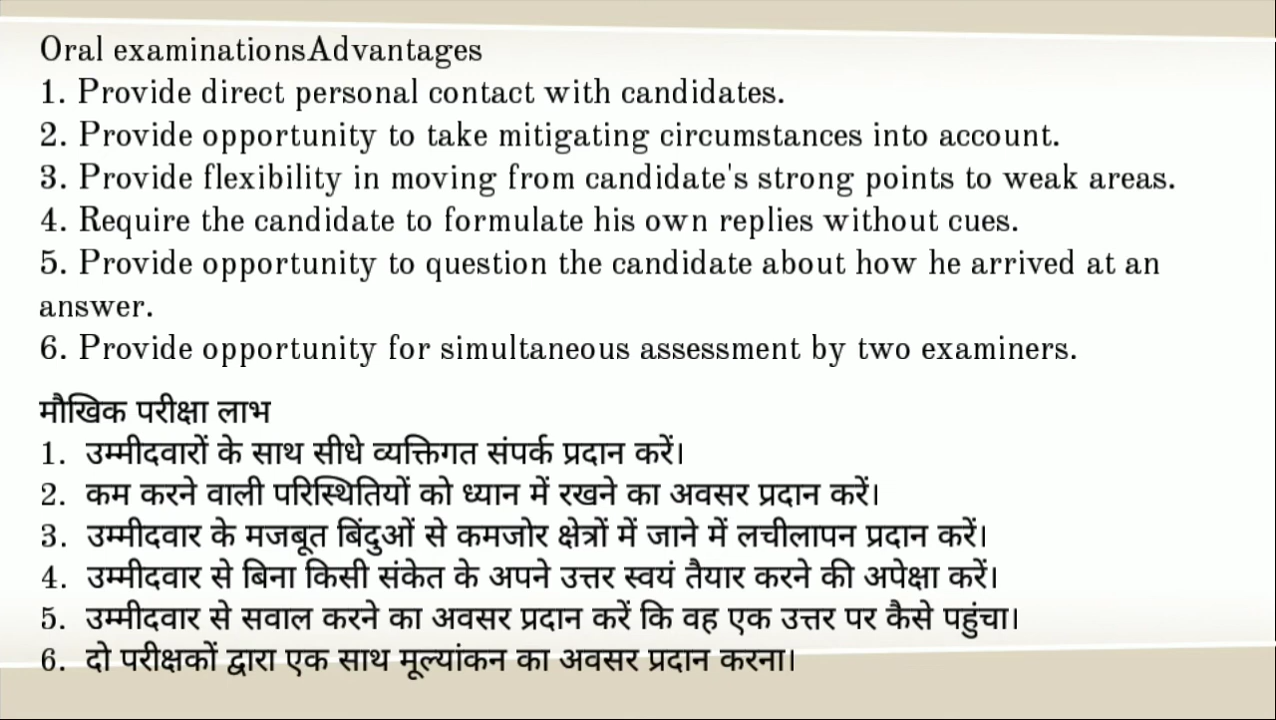 Oral examinationsAdvantages
1. Provide direct personal contact with candidates.
2. Provide opportunity to take mitigating circumstances into account.
3. Provide flexibility in moving from candidate's strong points to weak areas.
4. Require the candidate to formulate his own replies without cues.
5. Provide opportunity to question the candidate about how he arrived at an
answer.
6. Provide opportunity for simultaneous assessment by two examiners.
मौखिक परीक्षा लाभ
1. उम्मीदवारों के साथ सीधे व्यक्तिगत संपर्क प्रदान करें।
2. कम करने वाली परिस्थितियों को ध्यान में रखने का अवसर प्रदान करें।
3. उम्मीदवार के मजबूत बिंदुओं से कमजोर क्षेत्रों में जाने में लचीलापन प्रदान करें।
4. उम्मीदवार से बिना किसी संकेत के अपने उत्तर स्वयं तैयार करने की अपेक्षा करें।
5. उम्मीदवार से सवाल करने का अवसर प्रदान करें कि वह एक उत्तर पर कैसे पहुंचा।
6. दो परीक्षकों द्वारा एक साथ मूल्यांकन का अवसर प्रदान करना।